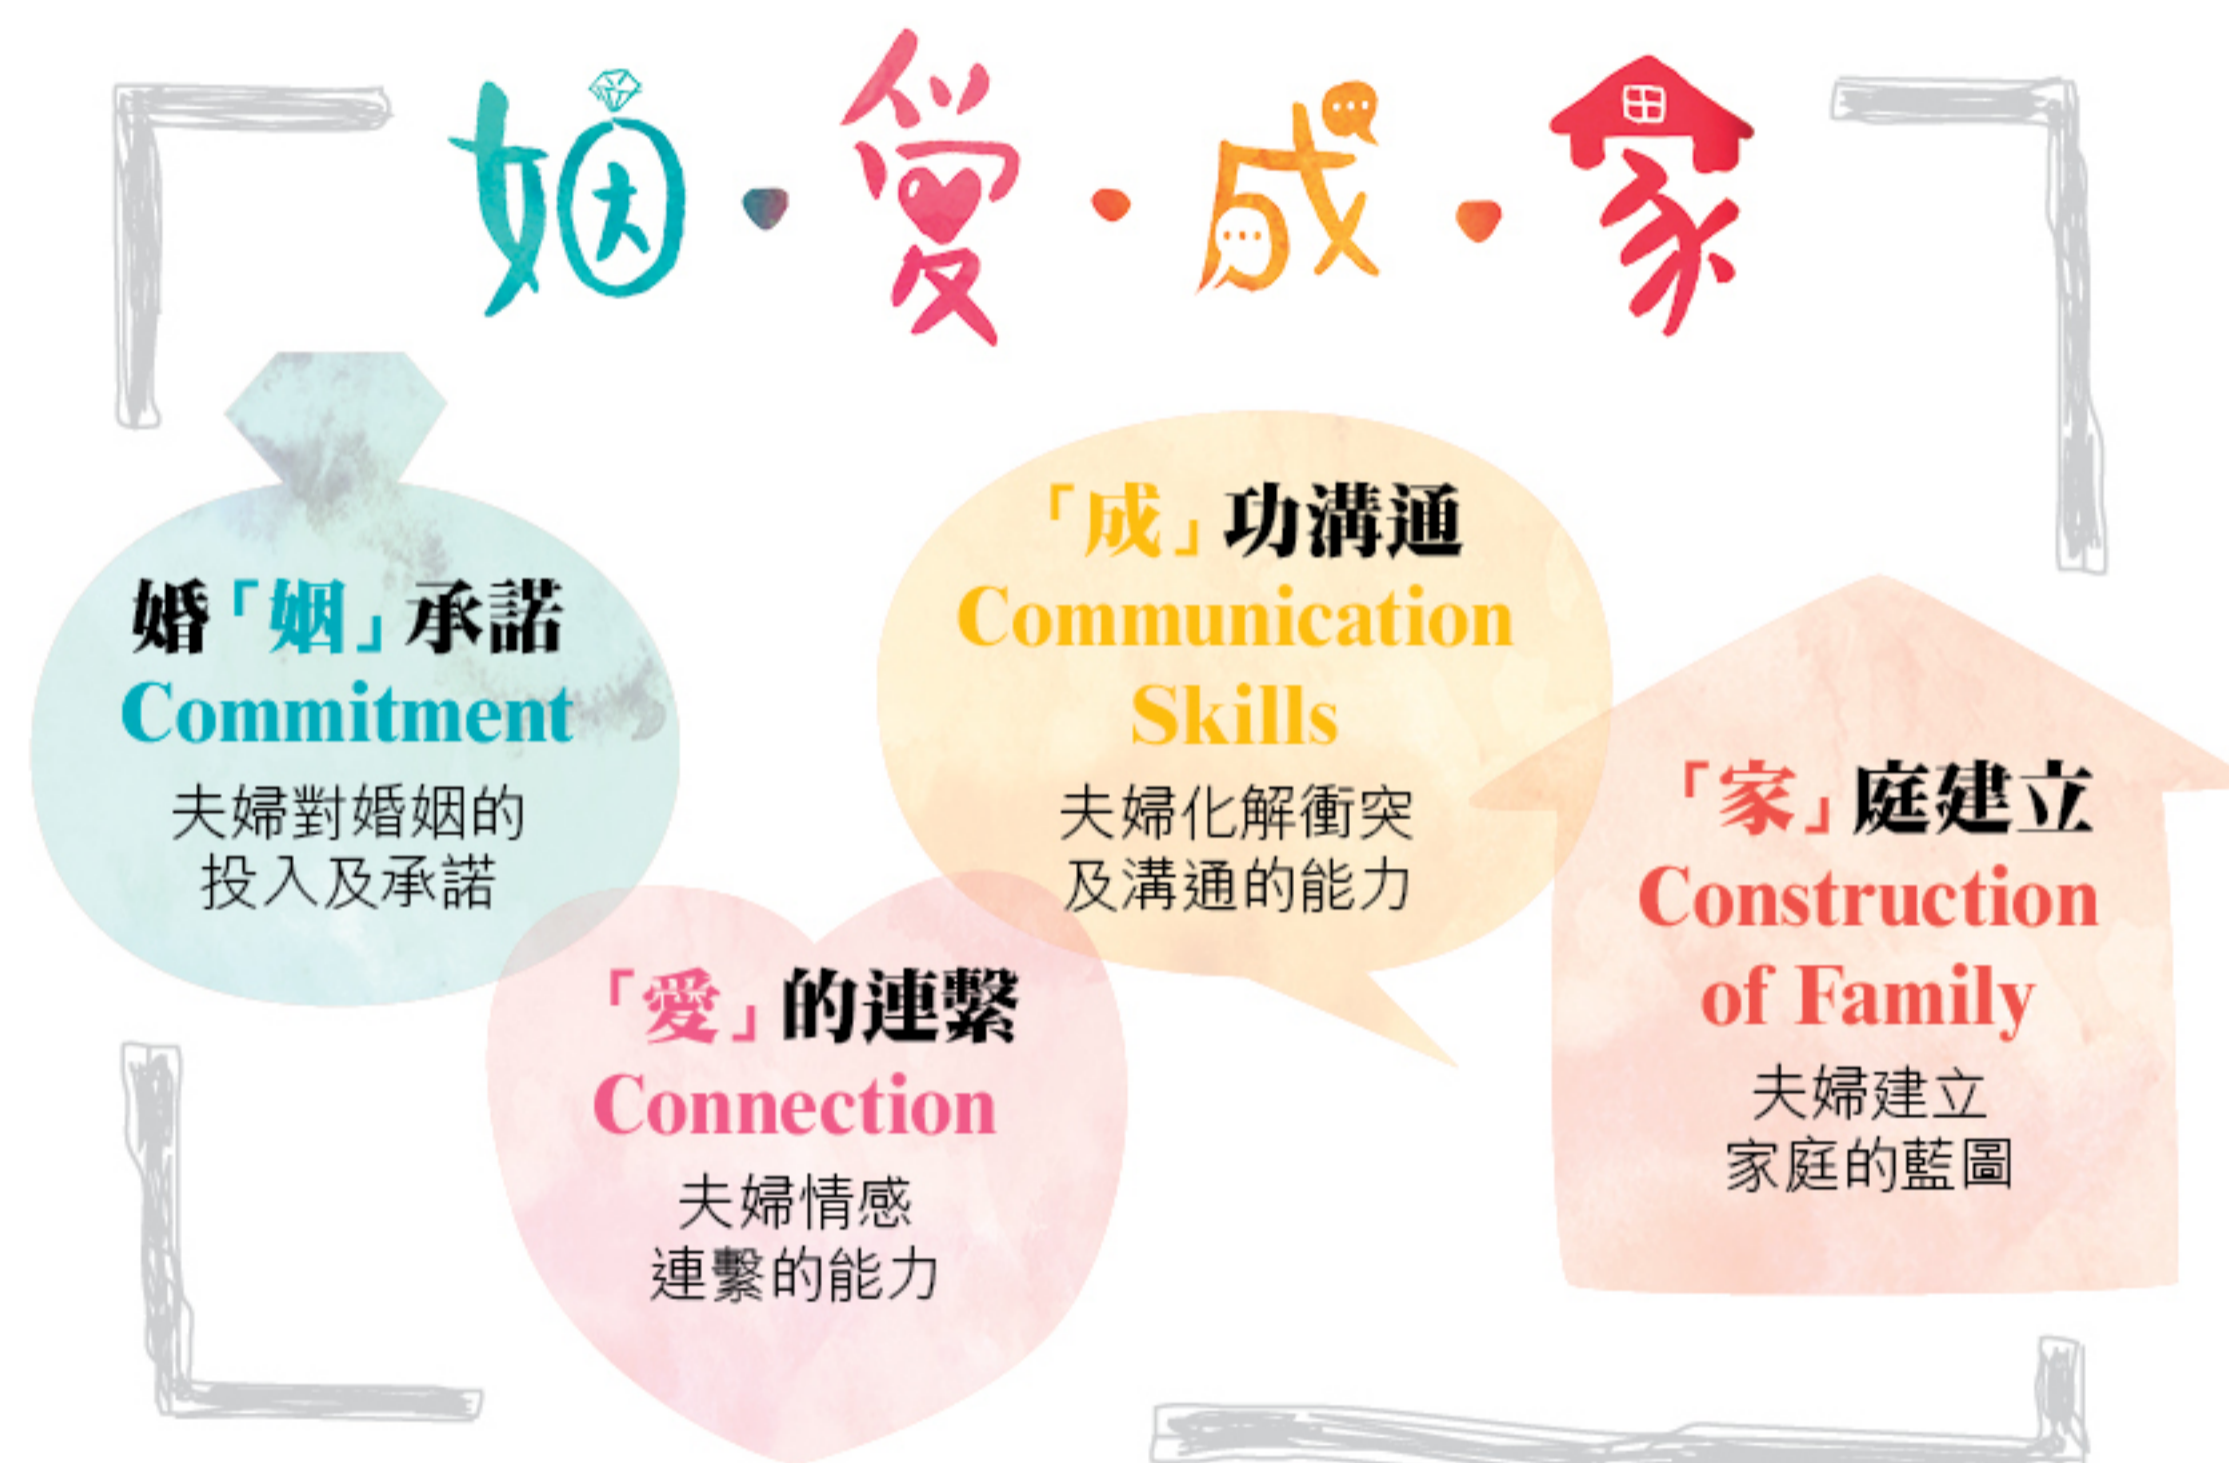 姻・愛・成・家
婚「姻」承諾
Commitment
夫婦對婚姻的
投入及承諾
「愛」的連繫
Connection
夫婦情感
連繫的能力
「成」功溝通
Communication
Skills
夫婦化解衝突
及溝通的能力
「家」庭建立
Construction
of Family
夫婦建立
家庭的藍圖